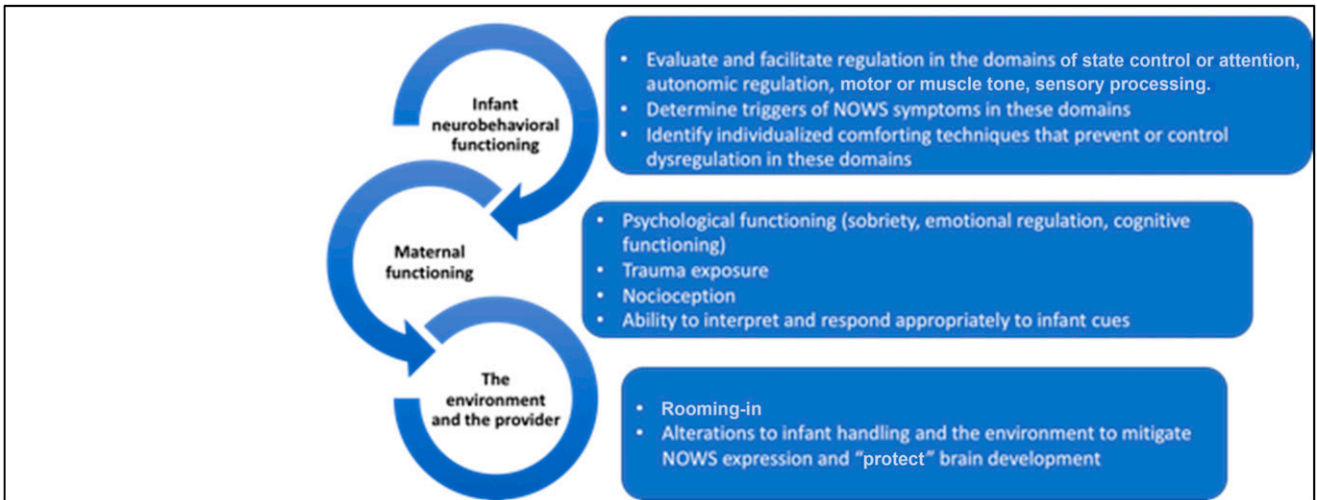 Infant
neurobehavioral
functioning
• Evaluate and facilitate regulation in the domains of state control or attention,
autonomic regulation, motor or muscle tone, sensory processing.
• Determine triggers of NOWS symptoms in these domains
• Identify individualized comforting techniques that prevent or control
dysregulation in these domains
Maternal
functioning
• Psychological functioning (sobriety, emotional regulation, cognitive
functioning)
• Trauma exposure
• Nocioception
• Ability to interpret and respond appropriately to infant cues
The
environment
and the provider
• Rooming-in
• Alterations to infant handling and the environment to mitigate
NOWS expression and “protect” brain development